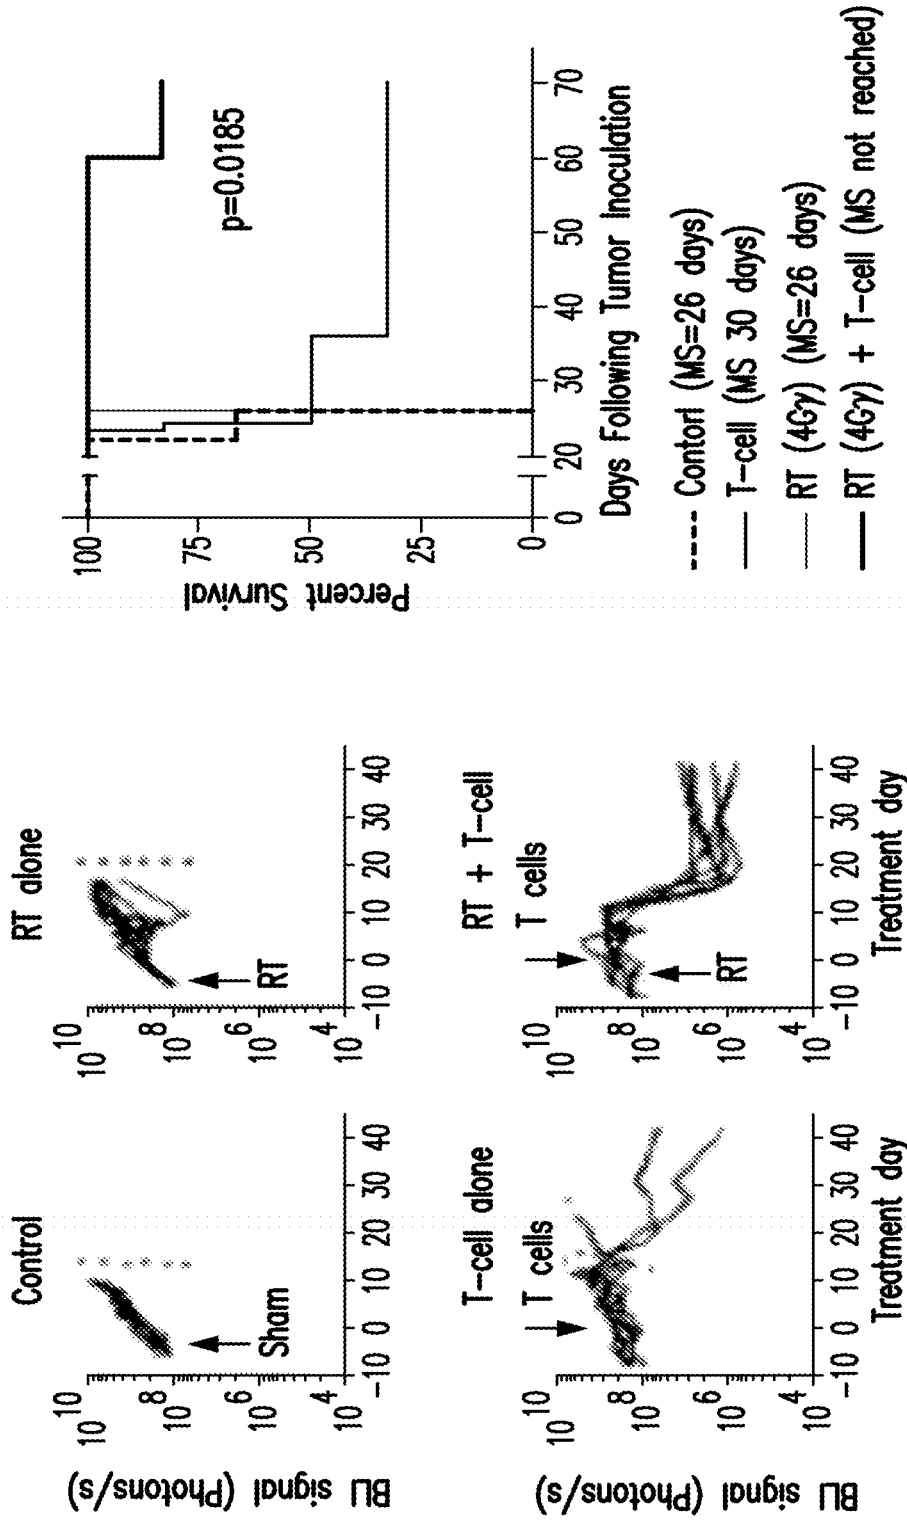 Control
RT alone
BLI signal (Photons/s)
10 10
10 8
10 6
10 4
-10 0 10 20 30 40
Sham
10 10
10 8
10 6
10 4
-10 0 10 20 30 40
RT
T-cell alone
RT + T-cell
T cells
T cells
BLI signal (Photons/s)
10 10
10 8
10 6
10 4
-10 0 10 20 30 40
Treatment day
10 10
10 8
10 6
10 4
-10 0 10 20 30 40
RT
Treatment day
Percent Survival
100
75
50
25
0
p=0.0185
0 20 30 40 50 60 70
Days Following Tumor Inoculation
Contorl (MS=26 days)
T-cell (MS 30 days)
RT (4Gγ) (MS=26 days)
RT (4Gγ) + T-cell (MS not reached)